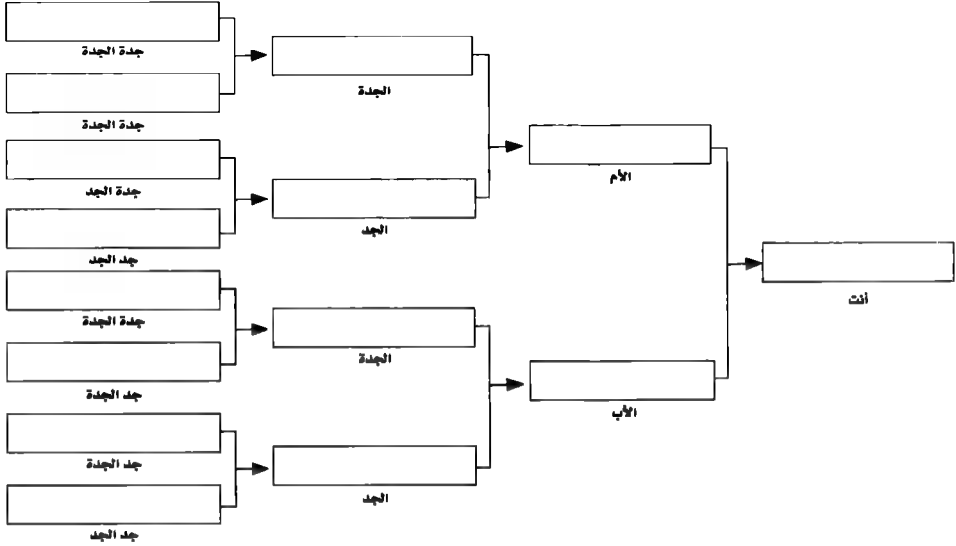 جدة الجدة
الجدة
جدة الجدة
جدة الجد
الأم
الجد
جد الجد
أنت
جدة الجدة
الجدة
جد الجدة
الأب
جد الجدة
الجد
جد الجد